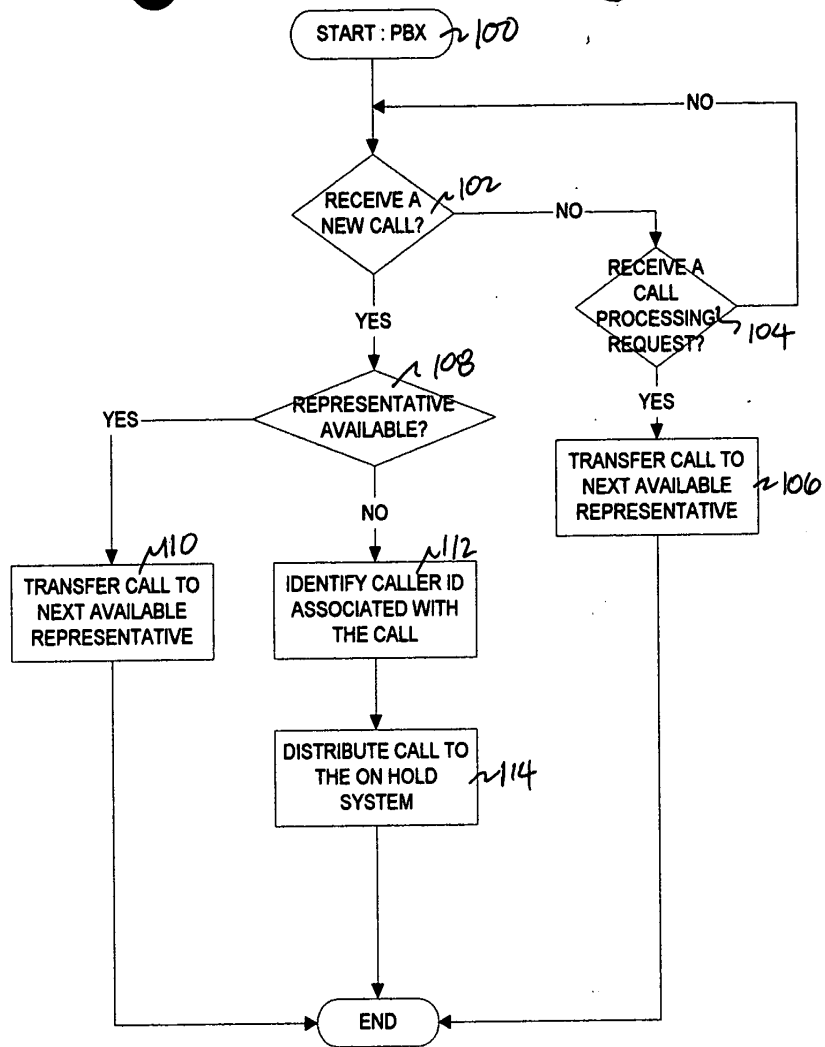 START : PBX 100
NO
RECEIVE A
NEW CALL?
102
NO
RECEIVE A
CALL
PROCESSING
REQUEST?
104
YES
108
REPRESENTATIVE
AVAILABLE?
YES
YES
TRANSFER CALL TO
NEXT AVAILABLE
REPRESENTATIVE
106
NO
110
TRANSFER CALL TO
NEXT AVAILABLE
REPRESENTATIVE
112
IDENTIFY CALLER ID
ASSOCIATED WITH
THE CALL
DISTRIBUTE CALL TO
THE ON HOLD
SYSTEM
114
END